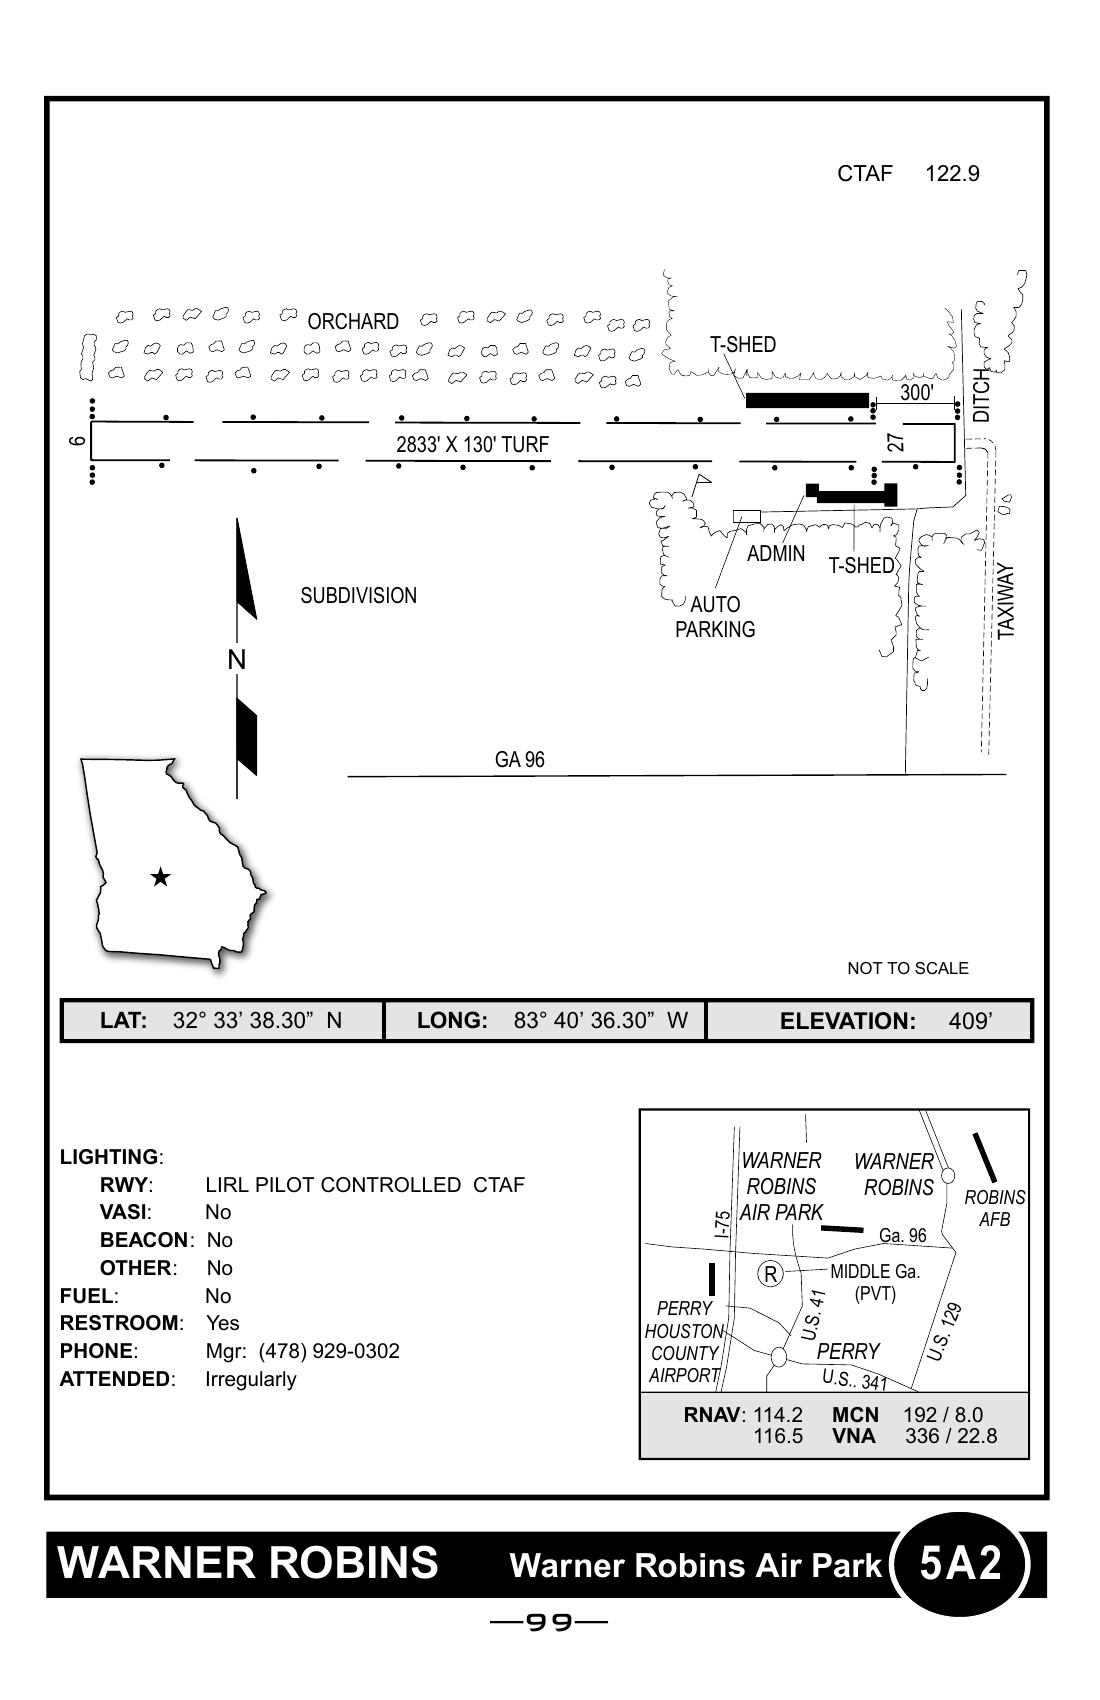 CTAF 122.9
ORCHARD
T-SHED
300'
DITCH
9
2833' X 130' TURF
27
ADMIN
T-SHED
AUTO
PARKING
TAXIWAY
SUBDIVISION
N
GA 96
NOT TO SCALE
LAT: 32° 33’ 38.30” N LONG: 83° 40’ 36.30” W ELEVATION: 409’
LIGHTING:
RWY: LIRL PILOT CONTROLLED CTAF
VASI: No
BEACON: No
OTHER: No
FUEL: No
RESTROOM: Yes
PHONE: Mgr: (478) 929-0302
ATTENDED: Irregularly
WARNER
ROBINS
AIR PARK
WARNER
ROBINS
ROBINS
AFB
I-75
Ga. 96
R
MIDDLE Ga.
(PVT)
PERRY
HOUSTON
COUNTY
AIRPORT
U.S. 41
PERRY
U.S. 129
U.S.. 341
RNAV: 114.2 MCN 192 / 8.0
116.5 VNA 336 / 22.8
WARNER ROBINS Warner Robins Air Park 5A2
—99—